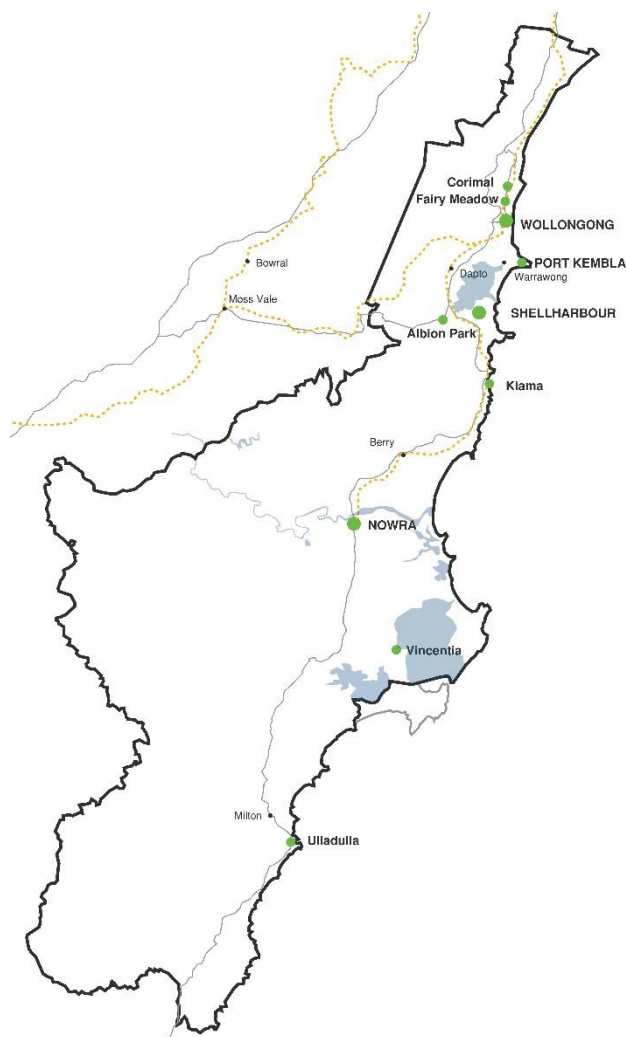 Corimal
Fairy Meadow
WOLLONGONG
Bowral
PORT KEMBLA
Dapto
Warrawong
Moss Vale
SHELLHARBOUR
Albion Park
Kiama
Berry
NOWRA
Vincentia
Milton
Ulladulla